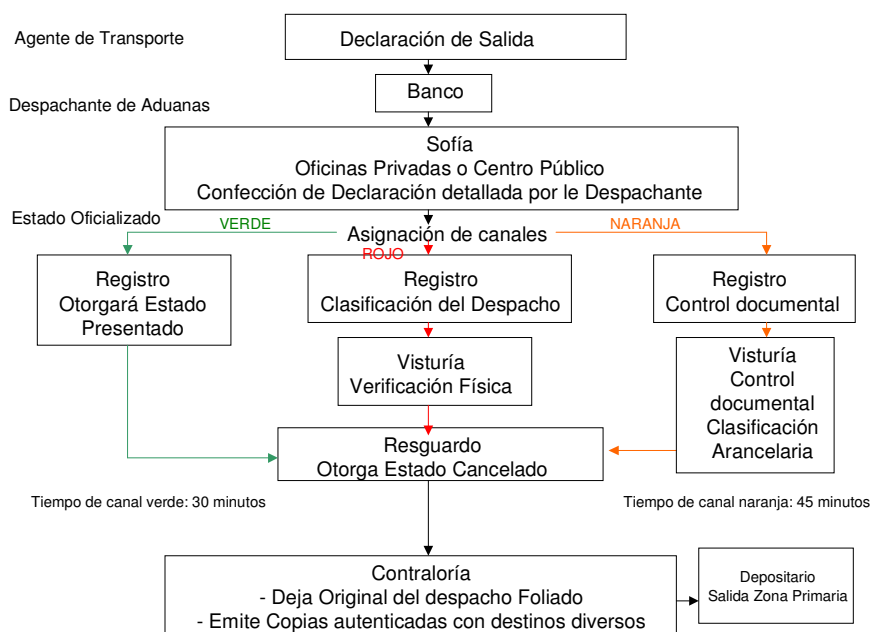 Agente de Transporte
Declaración de Salida
Banco
Despachante de Aduanas
Sofía
Oficinas Privadas o Centro Público
Confección de Declaración detallada por le Despachante
Estado Oficializado
VERDE
NARANJA
Asignación de canales
ROJO
Registro
Otorgará Estado
Presentado
Registro
Clasificación del Despacho
Registro
Control documental
Visturía
Verificación Física
Visturía
Control
documental
Clasificación
Arancelaria
Resguardo
Otorga Estado Cancelado
Tiempo de canal verde: 30 minutos
Tiempo de canal naranja: 45 minutos
Contraloría
- Deja Original del despacho Foliado
- Emite Copias autenticadas con destinos diversos
Depositario
Salida Zona Primaria